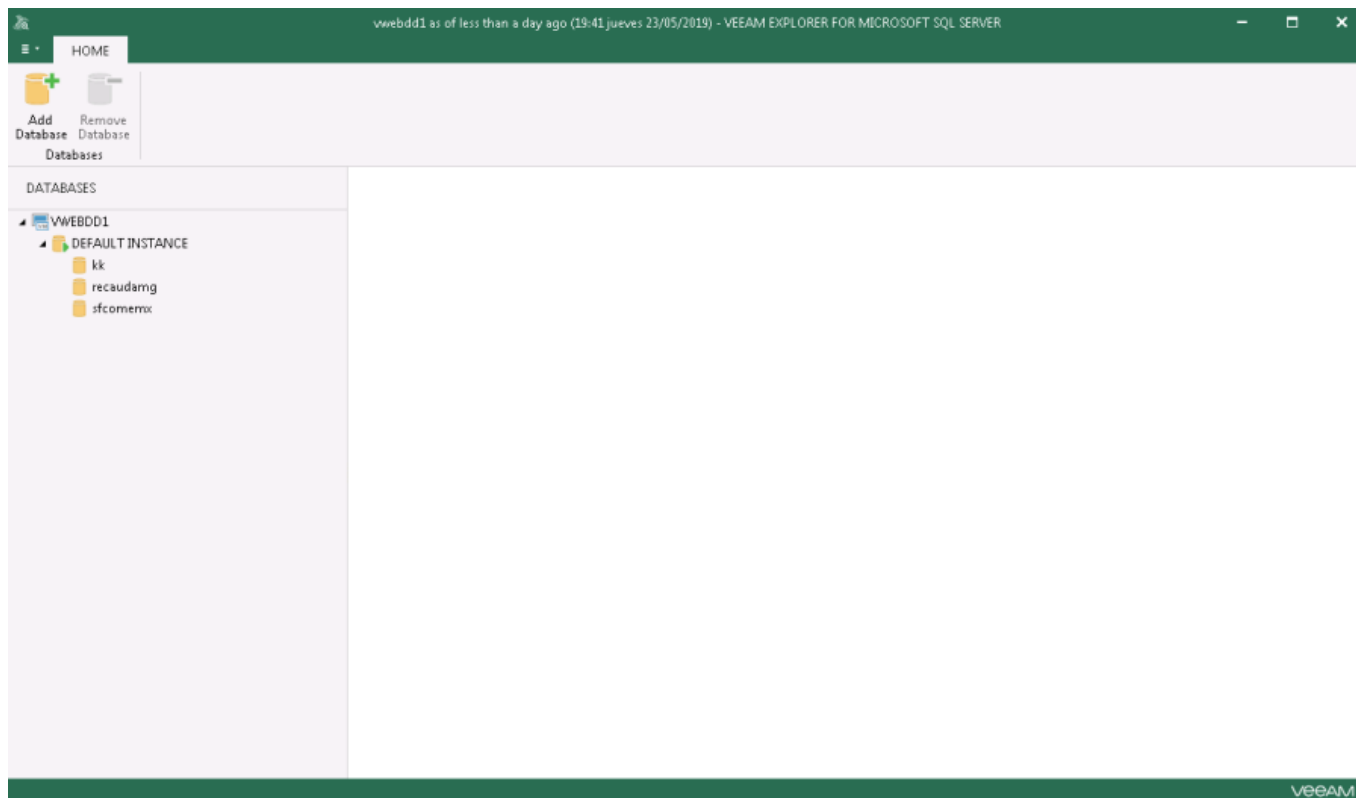 vwebdd1 as of less than a day ago (19:41 jueves 23/05/2019) - VEEAM EXPLORER FOR MICROSOFT SQL SERVER
HOME
Add Database
Remove Database
Databases
DATABASES
VWEBDD1
DEFAULT INSTANCE
kk
recaudamg
sfcomemx
veeam